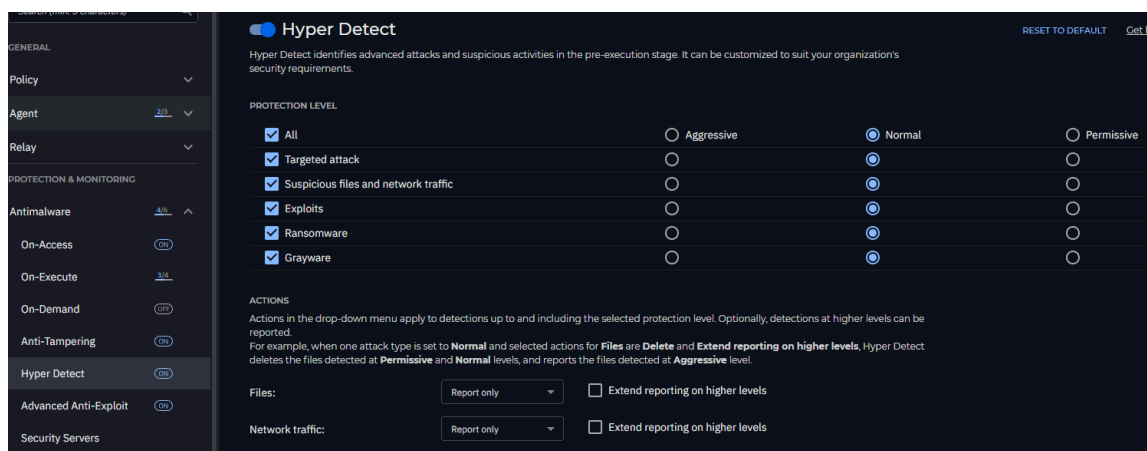 Search (min. 3 characters)
GENERAL
Policy
Agent 2/3
Relay
PROTECTION & MONITORING
Antimalware 4/6
On-Access ON
On-Execute 3/4
On-Demand OFF
Anti-Tampering ON
Hyper Detect ON
Advanced Anti-Exploit ON
Security Servers
Hyper Detect
RESET TO DEFAULT Get
Hyper Detect identifies advanced attacks and suspicious activities in the pre-execution stage. It can be customized to suit your organization's
security requirements.
PROTECTION LEVEL
All Aggressive Normal Permissive
Targeted attack
Suspicious files and network traffic
Exploits
Ransomware
Grayware
ACTIONS
Actions in the drop-down menu apply to detections up to and including the selected protection level. Optionally, detections at higher levels can be
reported.
For example, when one attack type is set to Normal and selected actions for Files are Delete and Extend reporting on higher levels, Hyper Detect
deletes the files detected at Permissive and Normal levels, and reports the files detected at Aggressive level.
Files: Report only Extend reporting on higher levels
Network traffic: Report only Extend reporting on higher levels